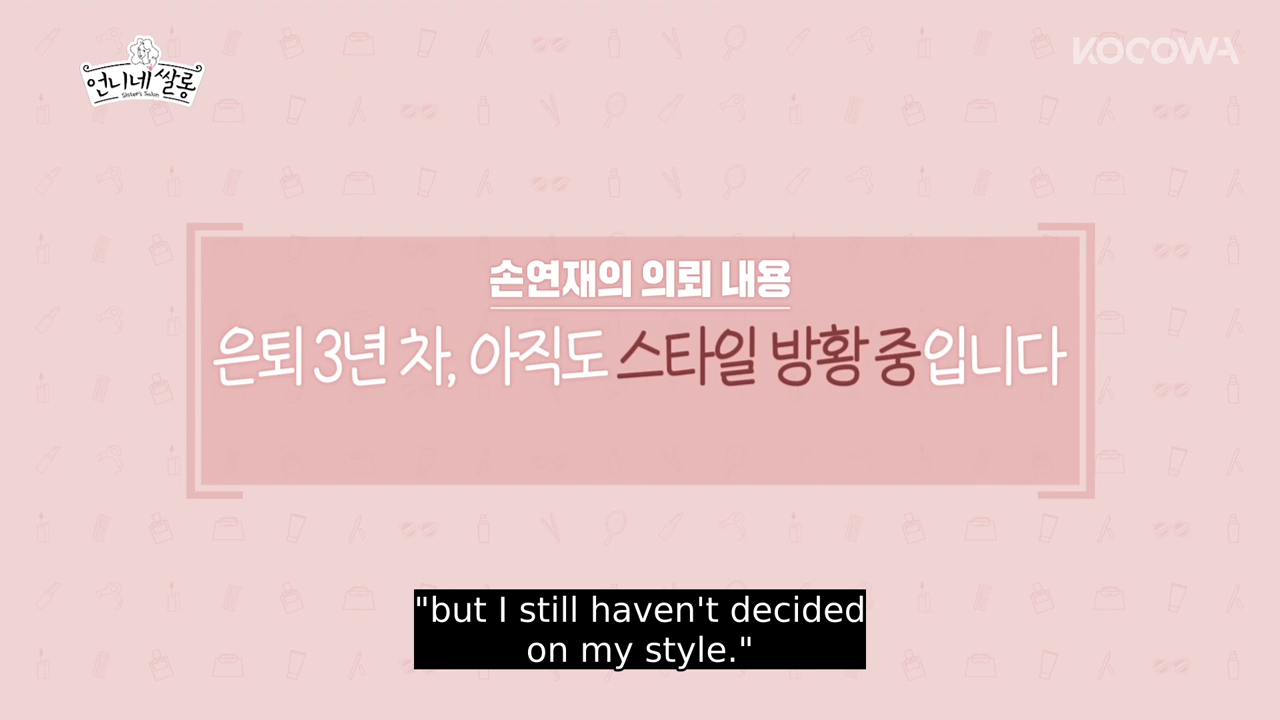 언니네 쌀롱
Sister's Salon
KOCOWA
손연재의 의뢰 내용
은퇴 3년 차, 아직도 스타일 방황 중입니다
"but I still haven't decided
on my style."